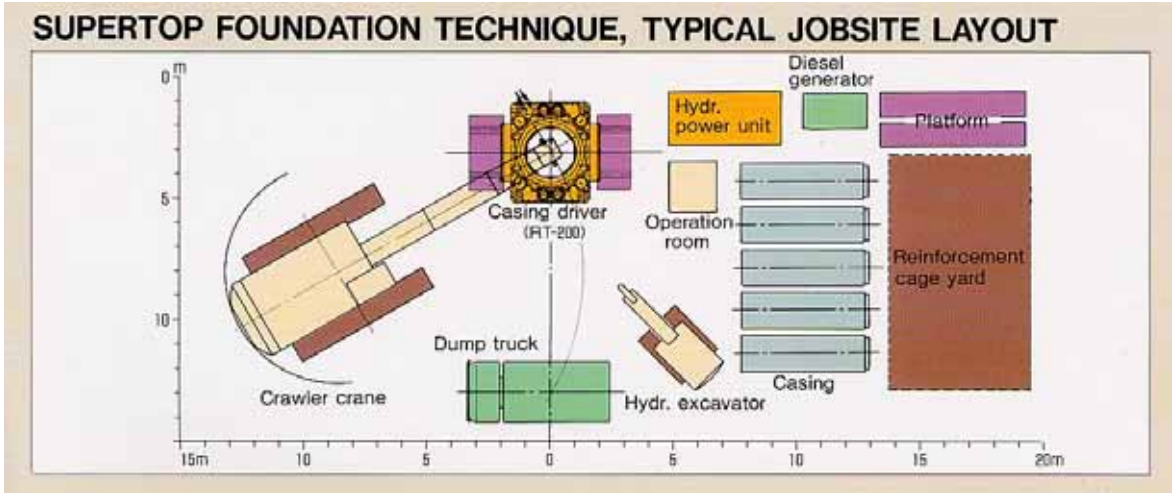 SUPERTOP FOUNDATION TECHNIQUE, TYPICAL JOBSITE LAYOUT
0 m
5
10
Diesel
generator
Hydr.
power unit
Platform
Casing driver
(RT-200)
Operation
room
Reinforcement
cage yard
Dump truck
Crawler crane
Hydr. excavator
Casing
15m
10
5
0
5
10
15
20m